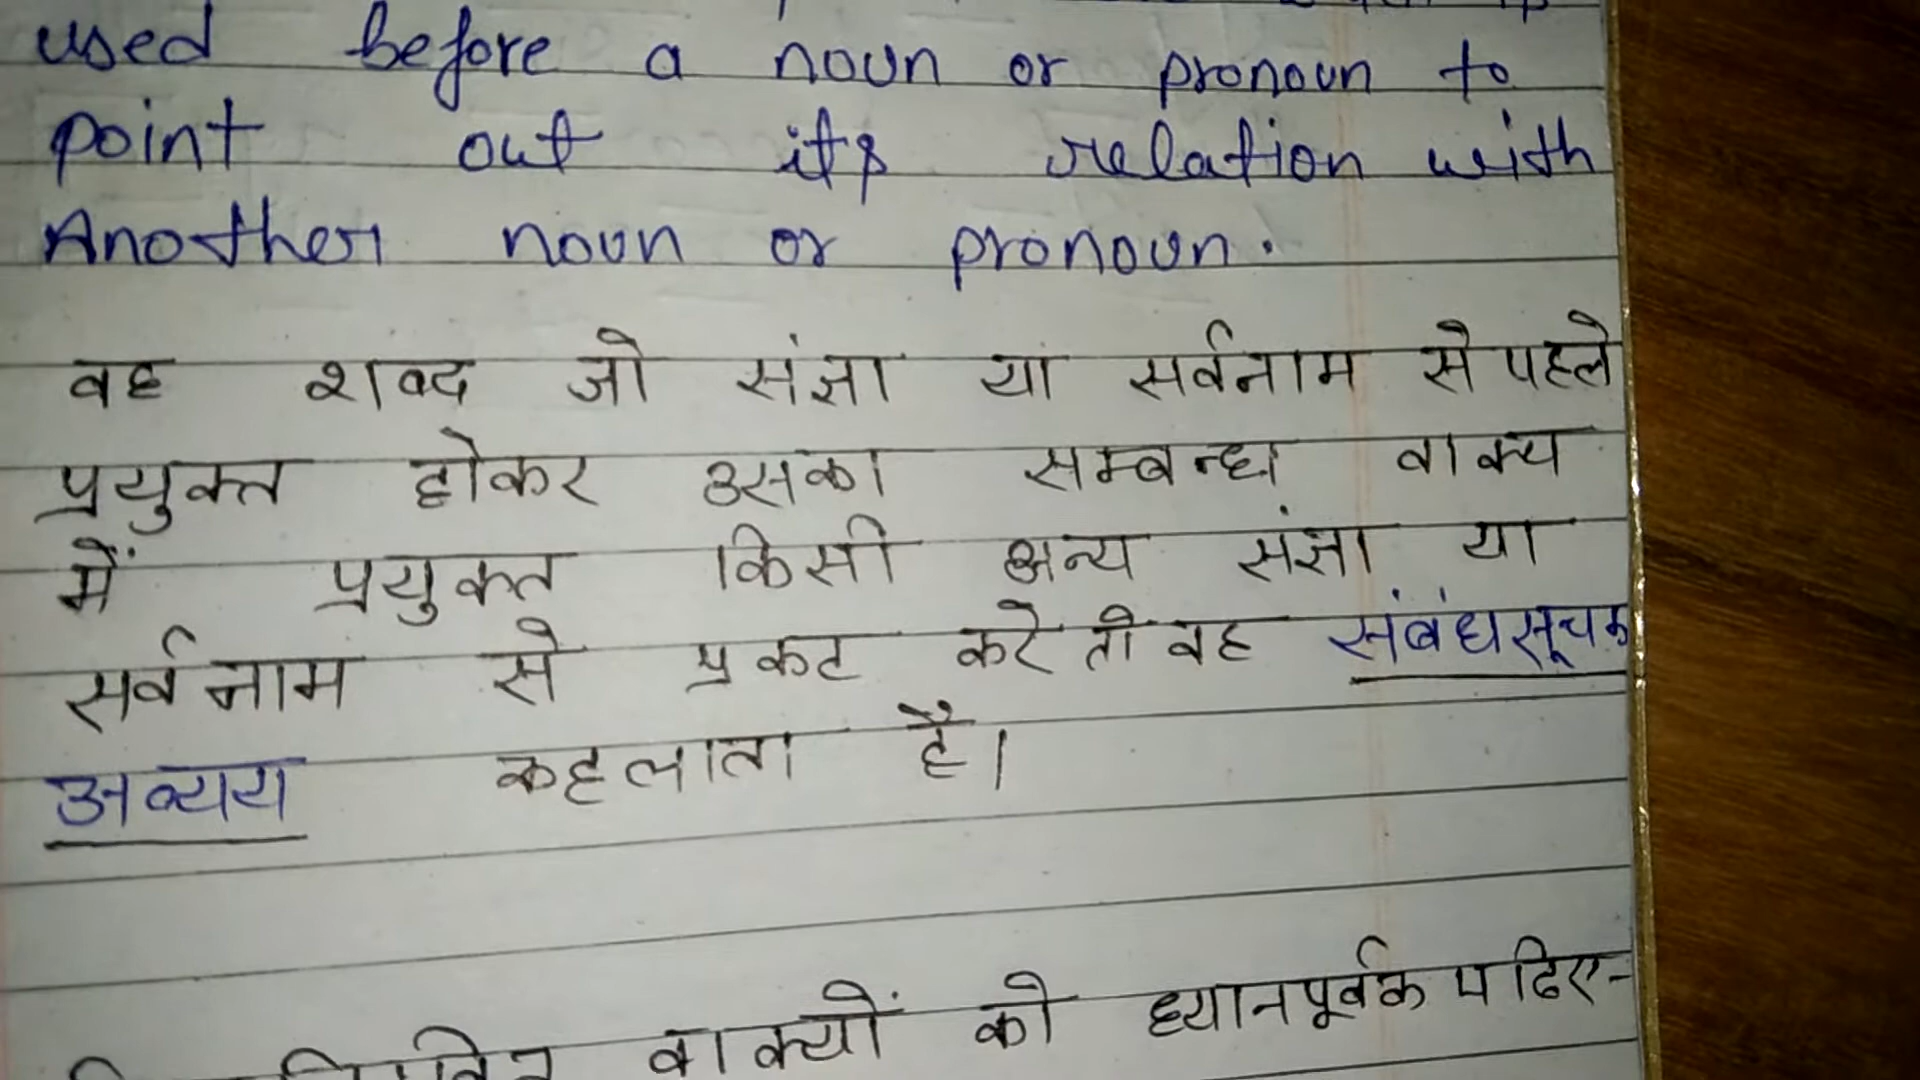 used before a noun or pronoun to
point out its relation with
Another noun or pronoun.
वह शब्द जो संज्ञा या सर्वनाम से पहले
प्रयुक्त होकर उसका सम्बन्ध वाक्य
में प्रयुक्त किसी अन्य संज्ञा या
सर्वनाम से प्रकट करे तो वह संबंधसूचक
अव्यय कहलाता है।
वाक्यों को ध्यानपूर्वक पढिए-